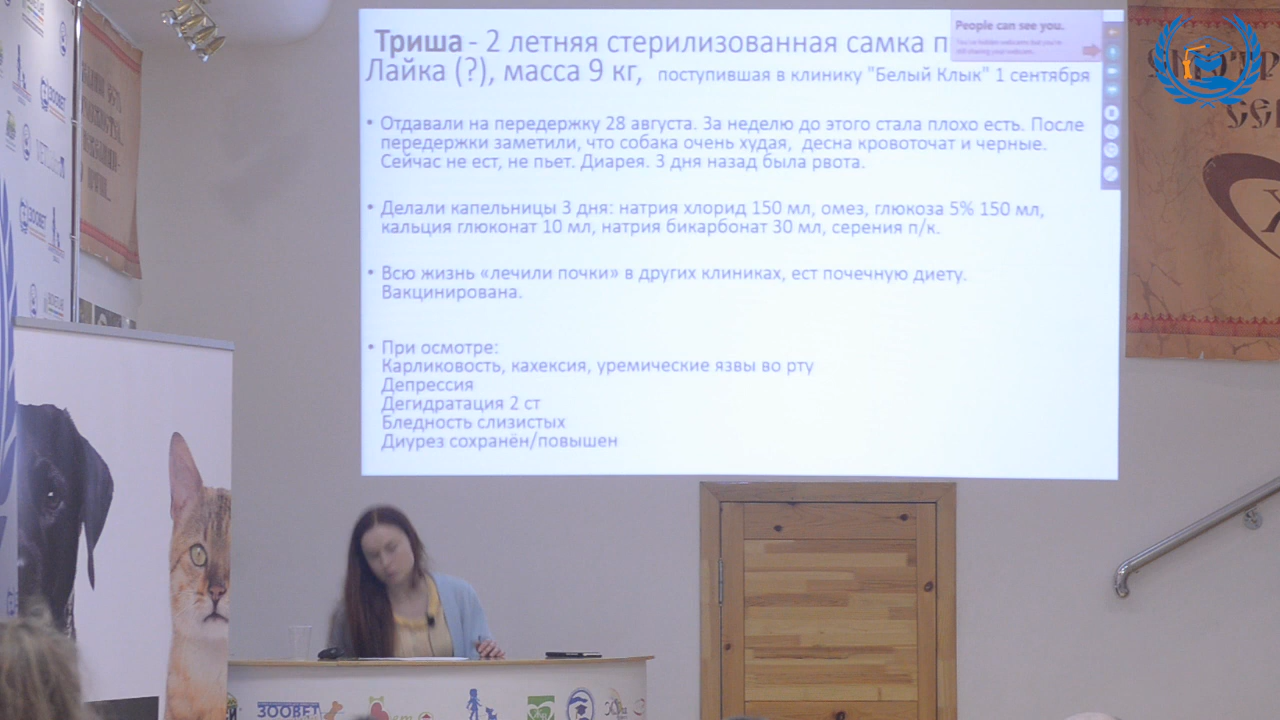 Триша - 2 летняя стерилизованная самка п
Лайка (?), масса 9 кг, поступившая в клинику "Белый Клык" 1 сентября
• Отдавали на передержку 28 августа. За неделю до этого стала плохо есть. После
передержки заметили, что собака очень худая, десна кровоточат и черные.
Сейчас не ест, не пьет. Диарея. 3 дня назад была рвота.
• Делали капельницы 3 дня: натрия хлорид 150 мл, омез, глюкоза 5% 150 мл,
кальция глюконат 10 мл, натрия бикарбонат 30 мл, серения п/к.
• Всю жизнь «лечили почки» в других клиниках, ест почечную диету.
Вакцинирована.
• При осмотре:
Карликовость, кахексия, уремические язвы во рту
Депрессия
Дегидратация 2 ст
Бледность слизистых
Диурез сохранён/повышен
People can see you.
ЗООВЕТ
ЗООВЕТ
ЗООВЕТ